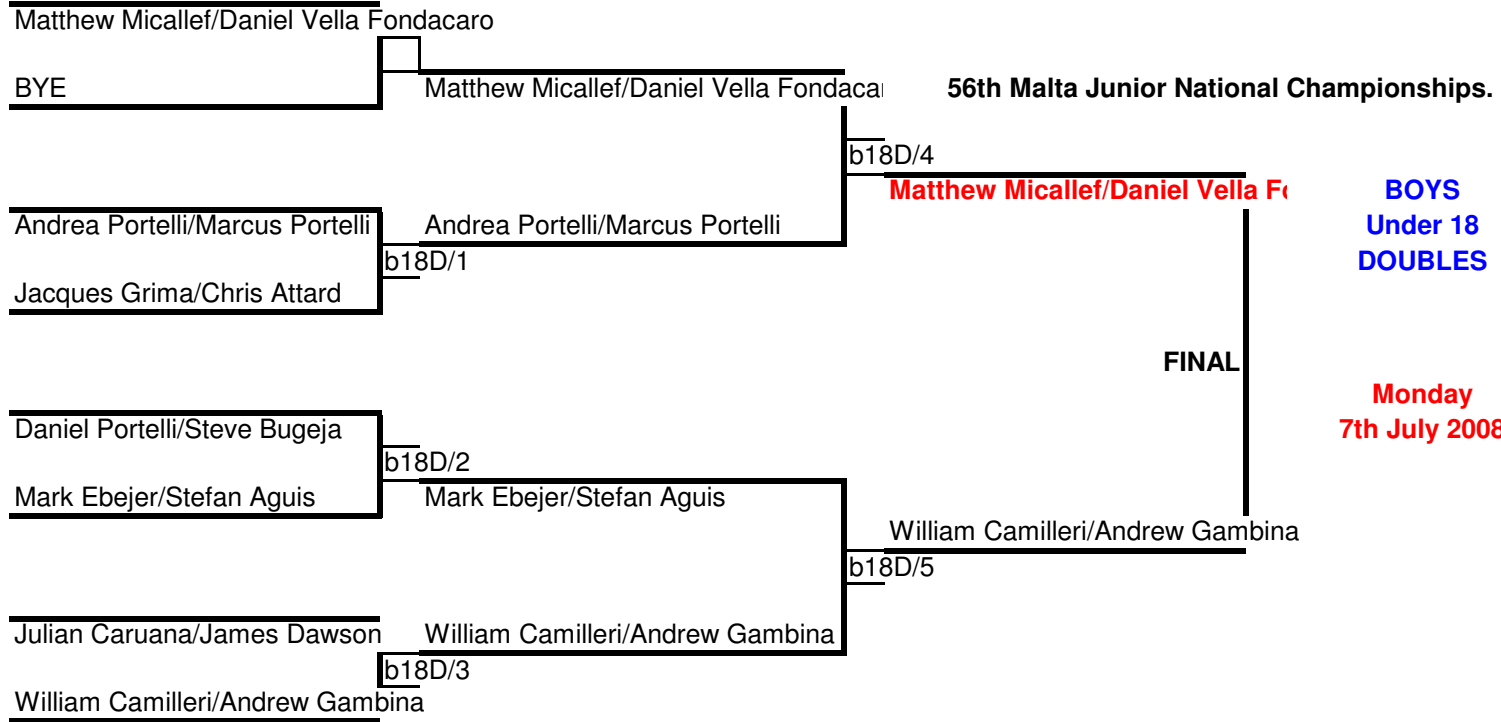 Matthew Micallef/Daniel Vella Fondacaro
BYE
Matthew Micallef/Daniel Vella Fondaca
56th Malta Junior National Championships.
b18D/4
Matthew Micallef/Daniel Vella F
BOYS
Under 18
DOUBLES
Andrea Portelli/Marcus Portelli
Andrea Portelli/Marcus Portelli
b18D/1
Jacques Grima/Chris Attard
FINAL
Monday
7th July 2008
Daniel Portelli/Steve Bugeja
b18D/2
Mark Ebejer/Stefan Aguis
Mark Ebejer/Stefan Aguis
William Camilleri/Andrew Gambina
b18D/5
Julian Caruana/James Dawson
William Camilleri/Andrew Gambina
b18D/3
William Camilleri/Andrew Gambina